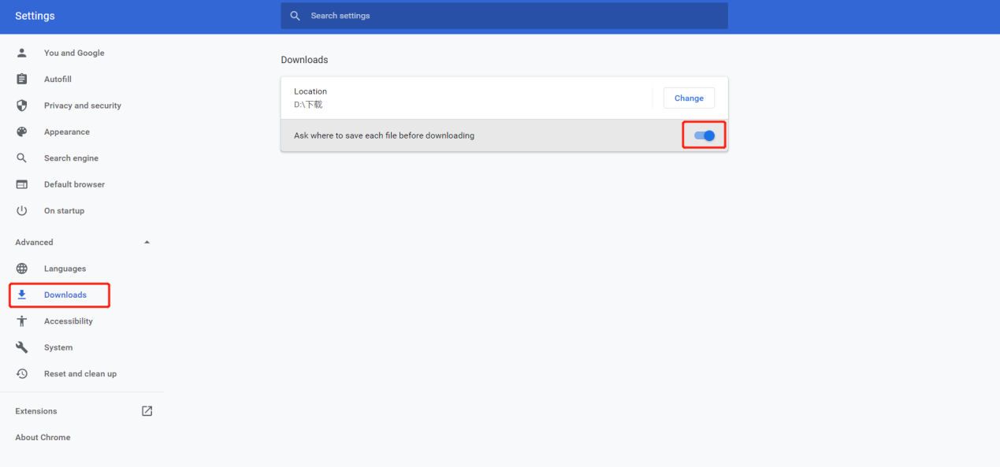 Settings
Search settings
You and Google
Autofill
Privacy and security
Appearance
Search engine
Default browser
On startup
Advanced
Languages
Downloads
Accessibility
System
Reset and clean up
Extensions
About Chrome
Downloads
Location
D:\下载
Change
Ask where to save each file before downloading